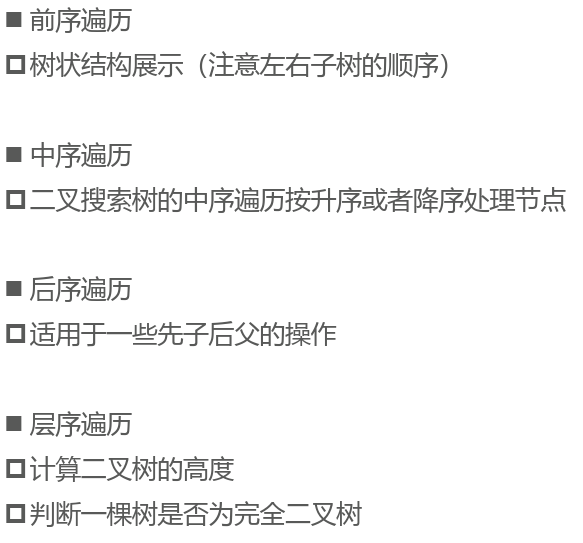 ■ 前序遍历
□ 树状结构展示（注意左右子树的顺序）
■ 中序遍历
□ 二叉搜索树的中序遍历按升序或者降序处理节点
■ 后序遍历
□ 适用于一些先子后父的操作
■ 层序遍历
□ 计算二叉树的高度
□ 判断一棵树是否为完全二叉树